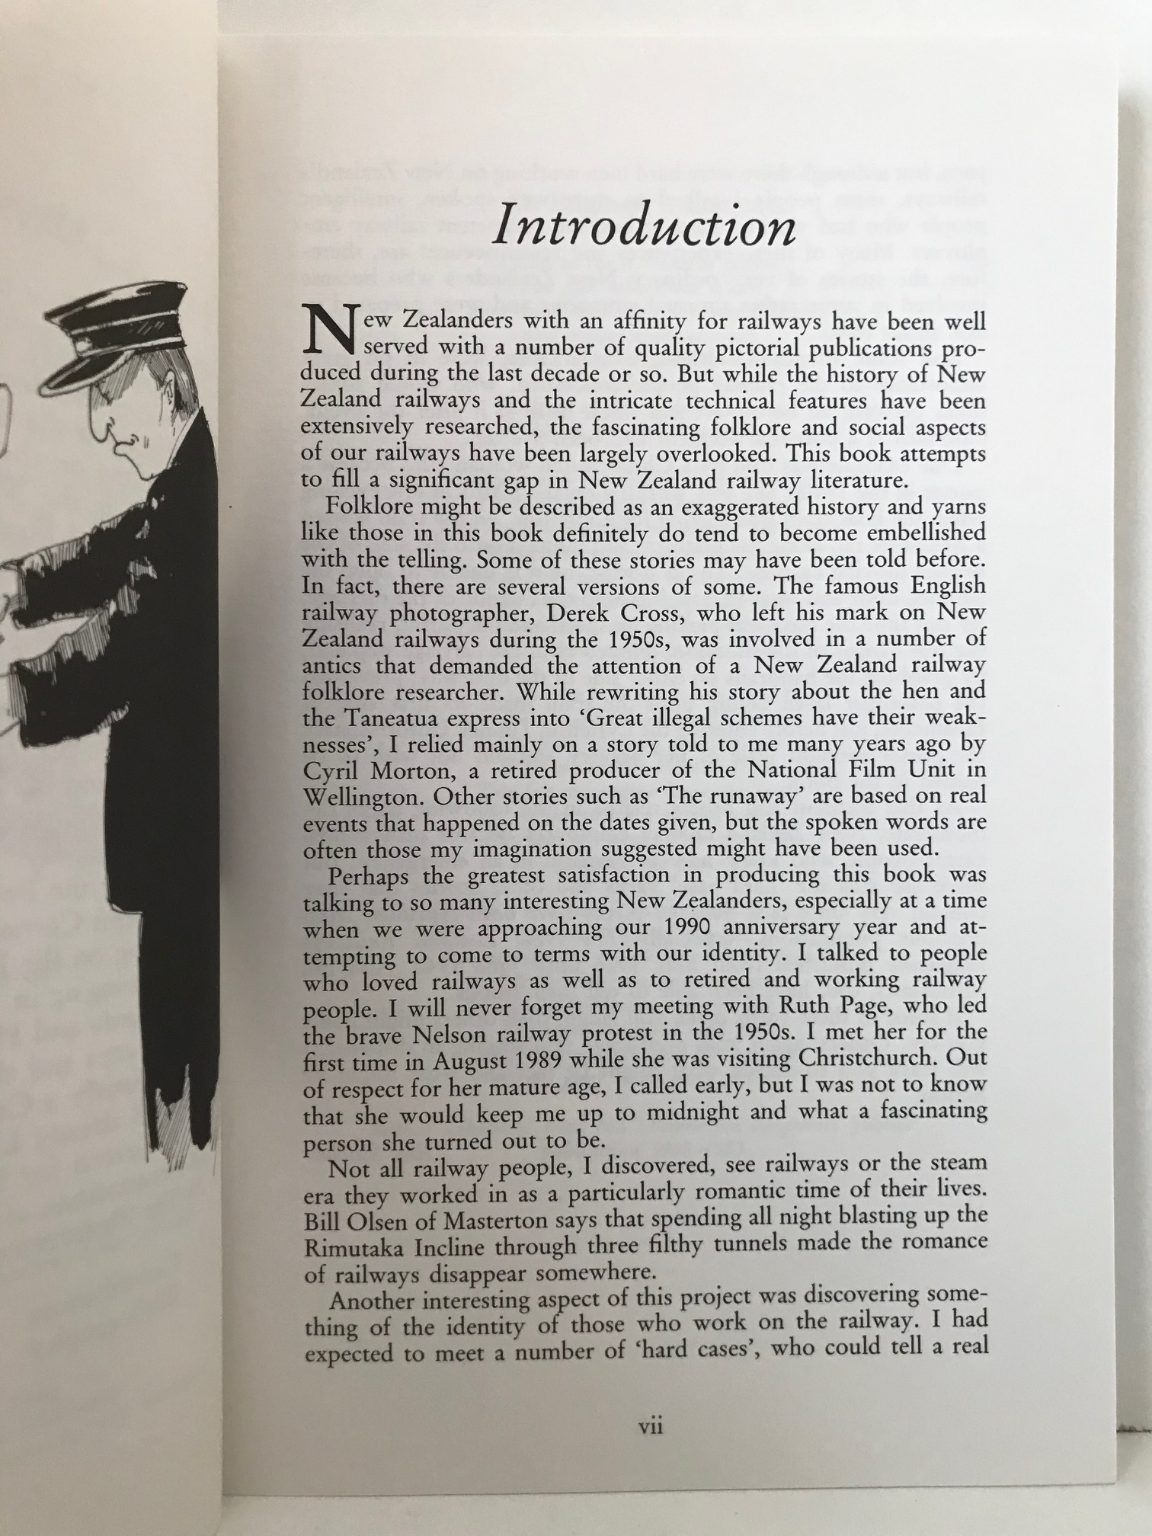 Introduction
New Zealanders with an affinity for railways have been well
served with a number of quality pictorial publications pro-
duced during the last decade or so. But while the history of New
Zealand railways and the intricate technical features have been
extensively researched, the fascinating folklore and social aspects
of our railways have been largely overlooked. This book attempts
to fill a significant gap in New Zealand railway literature.
Folklore might be described as an exaggerated history and yarns
like those in this book definitely do tend to become embellished
with the telling. Some of these stories may have been told before.
In fact, there are several versions of some. The famous English
railway photographer, Derek Cross, who left his mark on New
Zealand railways during the 1950s, was involved in a number of
antics that demanded the attention of a New Zealand railway
folklore researcher. While rewriting his story about the hen and
the Taneatua express into ‘Great illegal schemes have their weak-
nesses’, I relied mainly on a story told to me many years ago by
Cyril Morton, a retired producer of the National Film Unit in
Wellington. Other stories such as ‘The runaway’ are based on real
events that happened on the dates given, but the spoken words are
often those my imagination suggested might have been used.
Perhaps the greatest satisfaction in producing this book was
talking to so many interesting New Zealanders, especially at a time
when we were approaching our 1990 anniversary year and at-
tempting to come to terms with our identity. I talked to people
who loved railways as well as to retired and working railway
people. I will never forget my meeting with Ruth Page, who led
the brave Nelson railway protest in the 1950s. I met her for the
first time in August 1989 while she was visiting Christchurch. Out
of respect for her mature age, I called early, but I was not to know
that she would keep me up to midnight and what a fascinating
person she turned out to be.
Not all railway people, I discovered, see railways or the steam
era they worked in as a particularly romantic time of their lives.
Bill Olsen of Masterton says that spending all night blasting up the
Rimutaka Incline through three filthy tunnels made the romance
of railways disappear somewhere.
Another interesting aspect of this project was discovering some-
thing of the identity of those who work on the railway. I had
expected to meet a number of ‘hard cases’, who could tell a real
vii